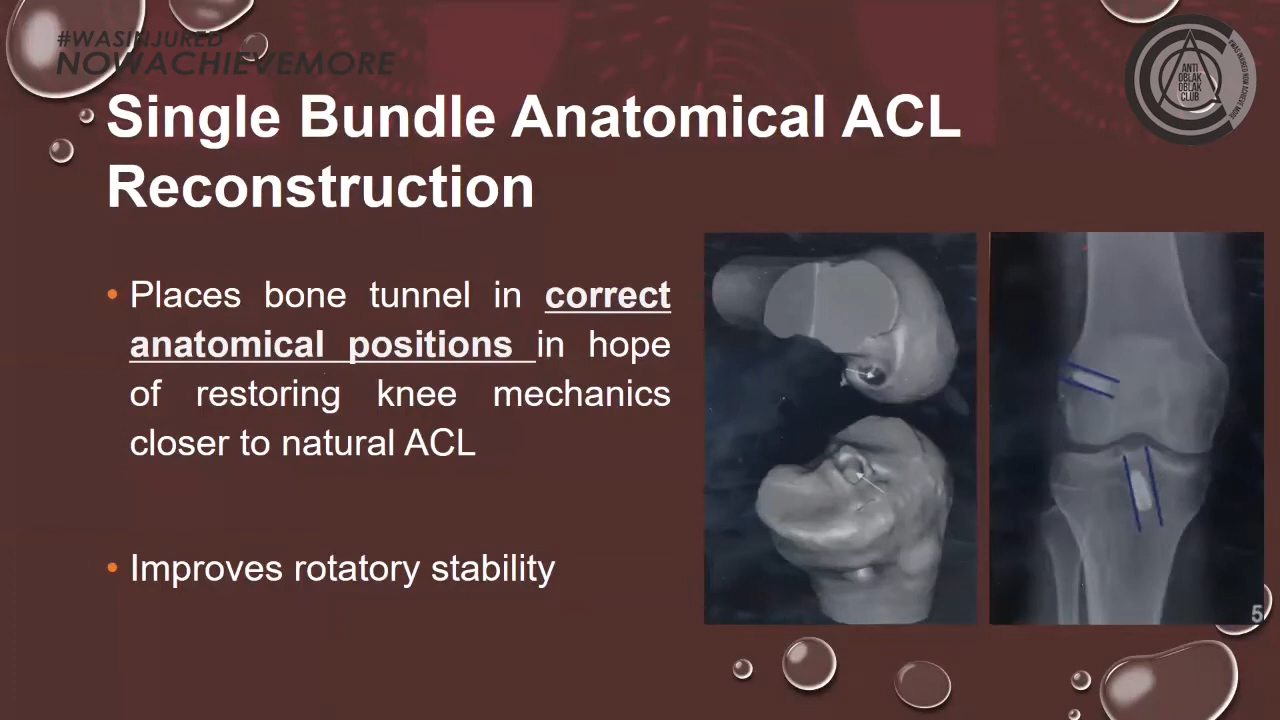 #WASINJURED
NOWACHIEVEMORE
ANTI
OBLAK
OBLAK
CLUB
Single Bundle Anatomical ACL
Reconstruction
• Places bone tunnel in correct
anatomical positions in hope
of restoring knee mechanics
closer to natural ACL
• Improves rotatory stability
5